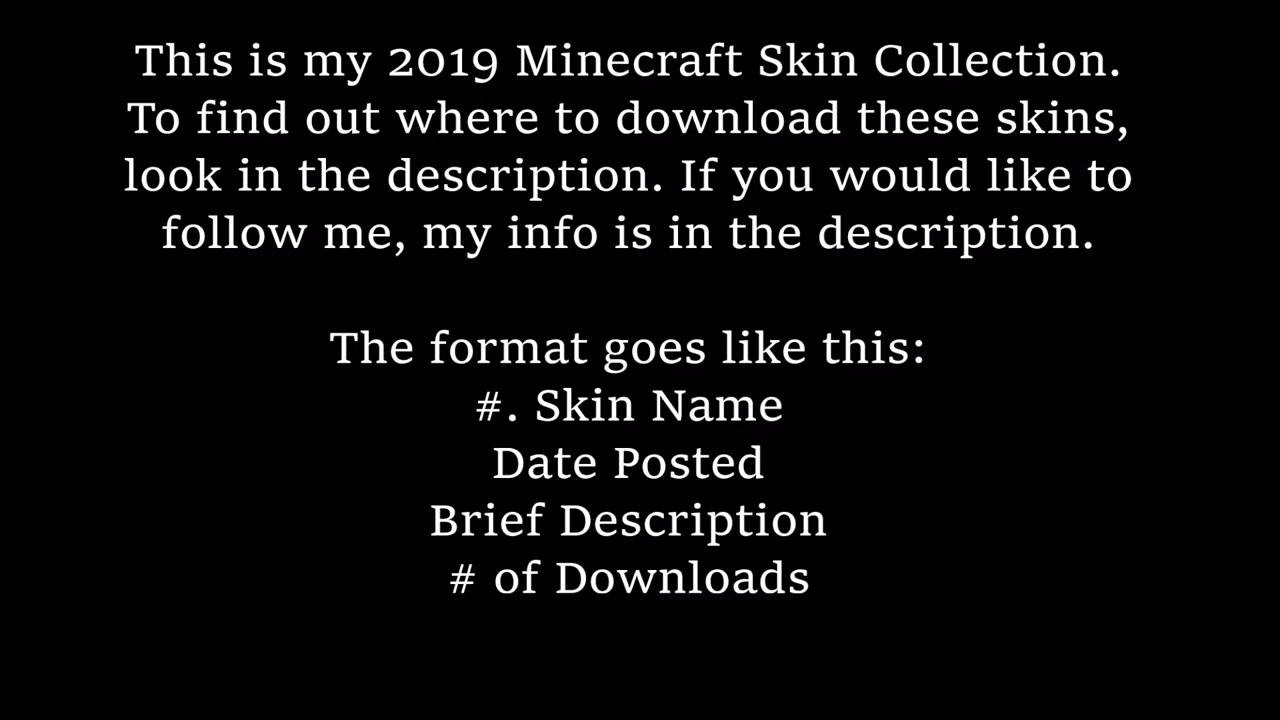 This is my 2019 Minecraft Skin Collection.
To find out where to download these skins,
look in the description. If you would like to
follow me, my info is in the description.
The format goes like this:
#. Skin Name
Date Posted
Brief Description
# of Downloads